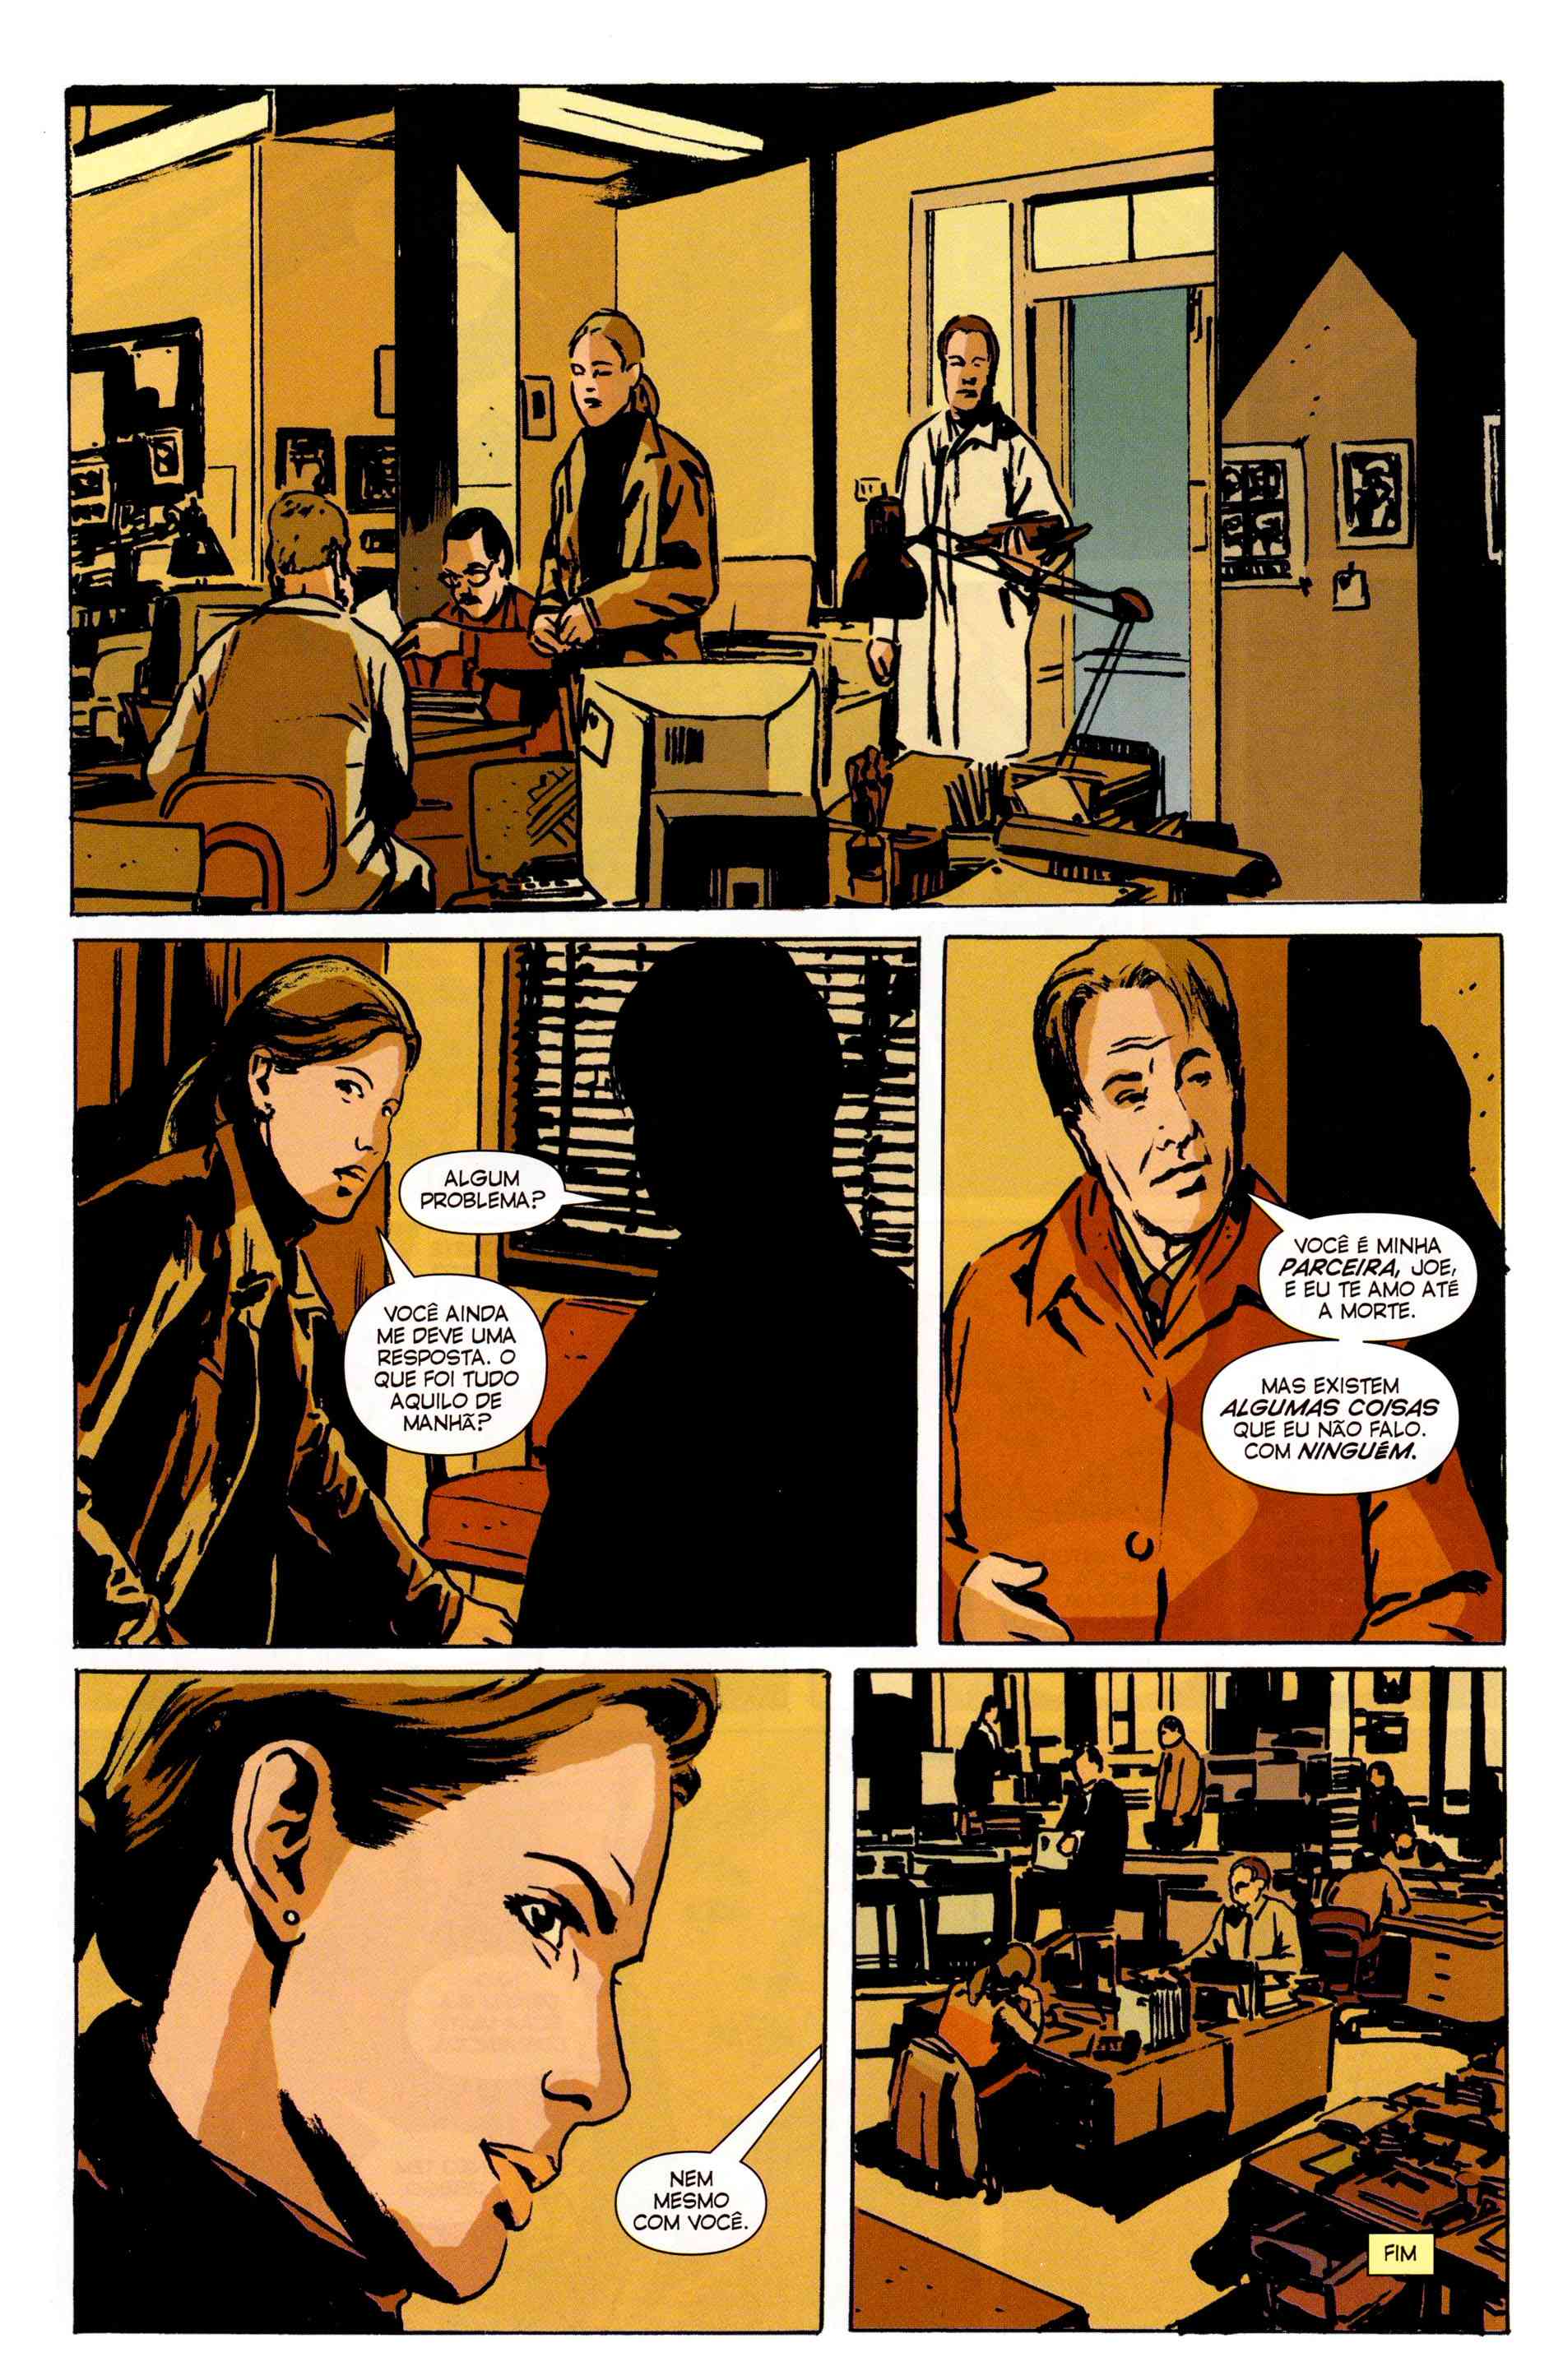 ALGUM
PROBLEMA?
VOCÊ AINDA
ME DEVE UMA
RESPOSTA. O
QUE FOI TUDO
AQUILO DE
MANHÃ?
VOCÊ É MINHA
PARCEIRA, JOE,
E EU TE AMO ATÉ
A MORTE.
MAS EXISTEM
ALGUMAS COISAS
QUE EU NÃO FALO.
COM NINGUÉM.
NEM
MESMO
COM VOCÊ.
FIM